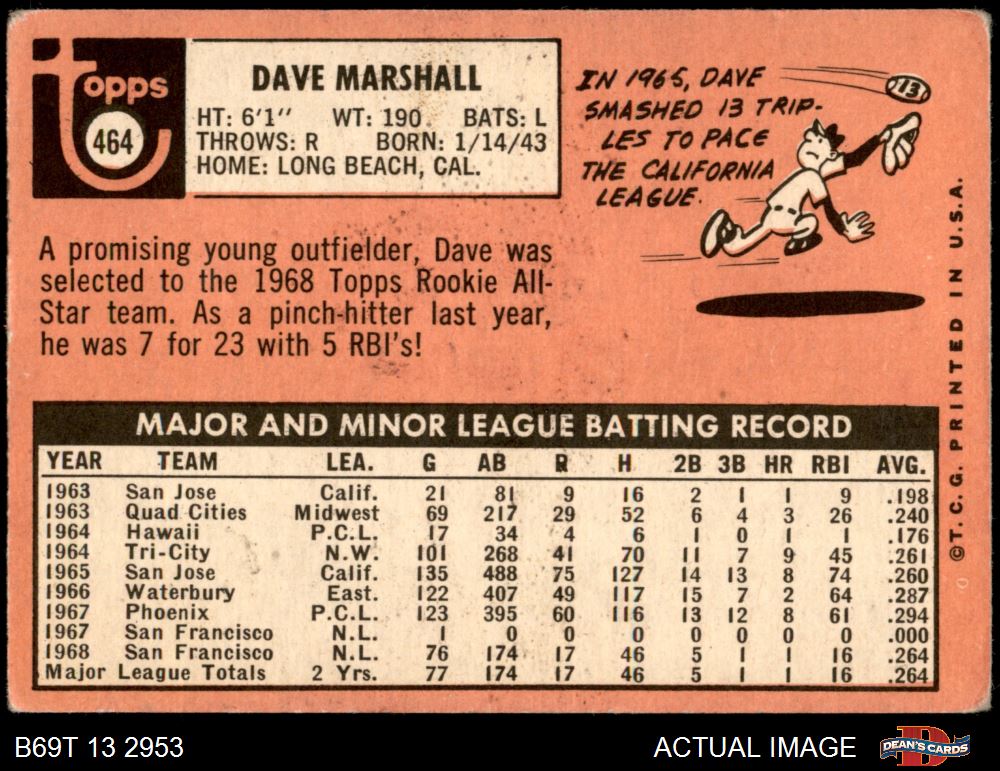 topps
464
DAVE MARSHALL
HT: 6'1" WT: 190 BATS: L
THROWS: R BORN: 1/14/43
HOME: LONG BEACH, CAL.
IN 1965, DAVE
SMASHED 13 TRIP-
LES TO PACE
THE CALIFORNIA
LEAGUE.
13
A promising young outfielder, Dave was
selected to the 1968 Topps Rookie All-
Star team. As a pinch-hitter last year,
he was 7 for 23 with 5 RBI's!
©T.C.G. PRINTED IN U.S.A.
MAJOR AND MINOR LEAGUE BATTING RECORD
YEAR TEAM LEA. G AB R H 2B 3B HR RBI AVG.
1963 San Jose Calif. 21 81 9 16 2 1 1 9 .198
1963 Quad Cities Midwest 69 217 29 52 6 4 3 26 .240
1964 Hawaii P.C.L. 17 34 4 6 1 0 1 1 .176
1964 Tri-City N.W. 101 268 41 70 11 7 9 45 .261
1965 San Jose Calif. 135 488 75 127 14 13 8 74 .260
1966 Waterbury East. 122 407 49 117 15 7 2 64 .287
1967 Phoenix P.C.L. 123 395 60 116 13 12 8 61 .294
1967 San Francisco N.L. 1 0 0 0 0 0 0 0 .000
1968 San Francisco N.L. 76 174 17 46 5 1 1 16 .264
Major League Totals 2 Yrs. 77 174 17 46 5 1 1 16 .264
B69T 13 2953
ACTUAL IMAGE
DEAN'S CARDS